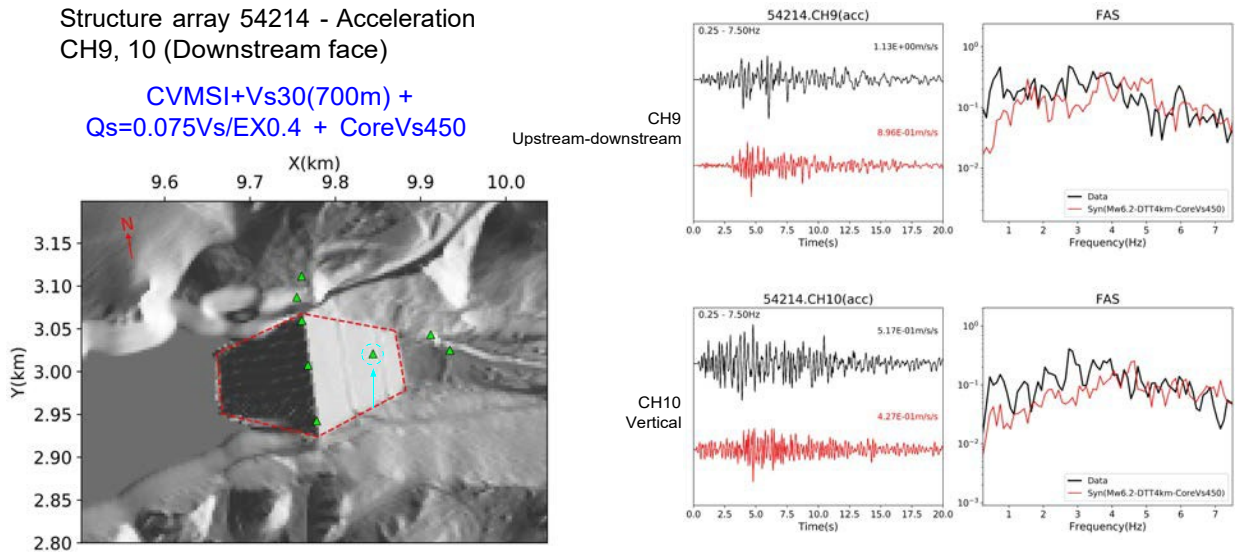 Structure array 54214 - Acceleration
CH9, 10 (Downstream face)
CVMSI+Vs30(700m) +
Qs=0.075Vs/EX0.4 + CoreVs450
X(km)
9.6 9.7 9.8 9.9 10.0
N
Y(km)
3.15
3.10
3.05
3.00
2.95
2.90
2.85
2.80
CH9
Upstream-downstream
54214.CH9(acc)
0.25 - 7.50Hz
1.13E+00m/s/s
8.96E-01m/s/s
0.0 2.5 5.0 7.5 10.0 12.5 15.0 17.5 20.0
Time(s)
FAS
10^0
10^-1
10^-2
Data
Syn(Mw6.2-DTT4km-CoreVs450)
1 2 3 4 5 6 7
Frequency(Hz)
CH10
Vertical
54214.CH10(acc)
0.25 - 7.50Hz
5.17E-01m/s/s
4.27E-01m/s/s
0.0 2.5 5.0 7.5 10.0 12.5 15.0 17.5 20.0
Time(s)
FAS
10^0
10^-1
10^-2
10^-3
Data
Syn(Mw6.2-DTT4km-CoreVs450)
1 2 3 4 5 6 7
Frequency(Hz)